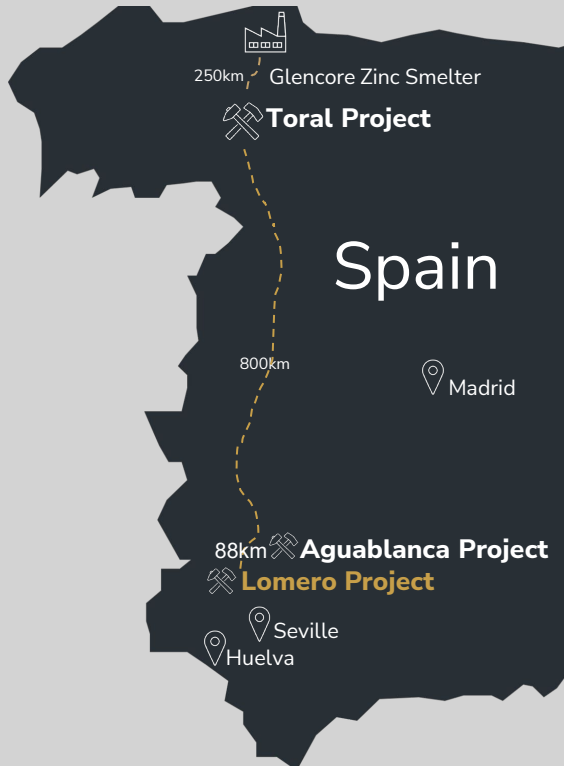 250km
Glencore Zinc Smelter
Toral Project
Spain
800km
Madrid
88km
Aguablanca Project
Lomero Project
Seville
Huelva